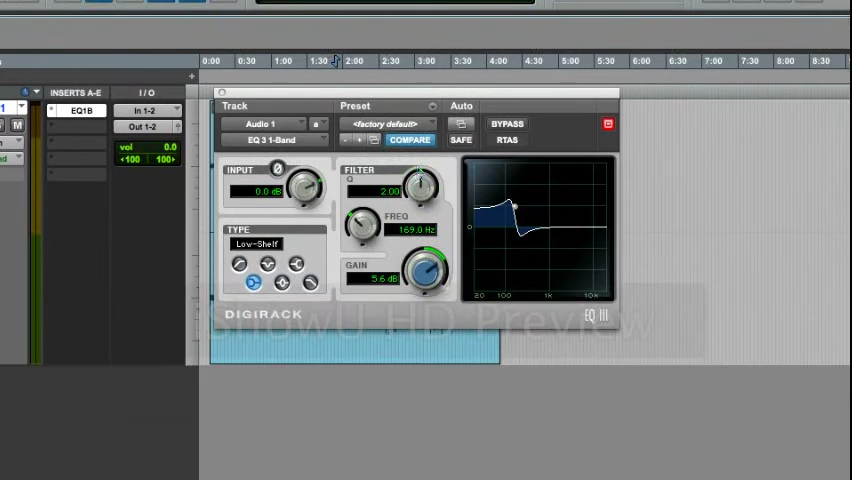 0:00 0:30 1:00 1:30 2:00 2:30 3:00 3:30 4:00 4:30 5:00 5:30 6:00 6:30 7:00 7:30 8:00 8:30
INSERTS A-E I / O
EQ1B In 1-2
Out 1-2
vol 0.0
100 100
M
Track Preset Auto
Audio 1 a <factory default>
BYPASS
EQ 3 1-Band - + COMPARE SAFE RTAS
INPUT Ø
0.0 dB
FILTER
Q
2.00
FREQ
169.0 Hz
GAIN
5.6 dB
TYPE
Low-Shelf
0
20 100 1k 10k
DIGIRACK EQ III
ShowU HD Preview